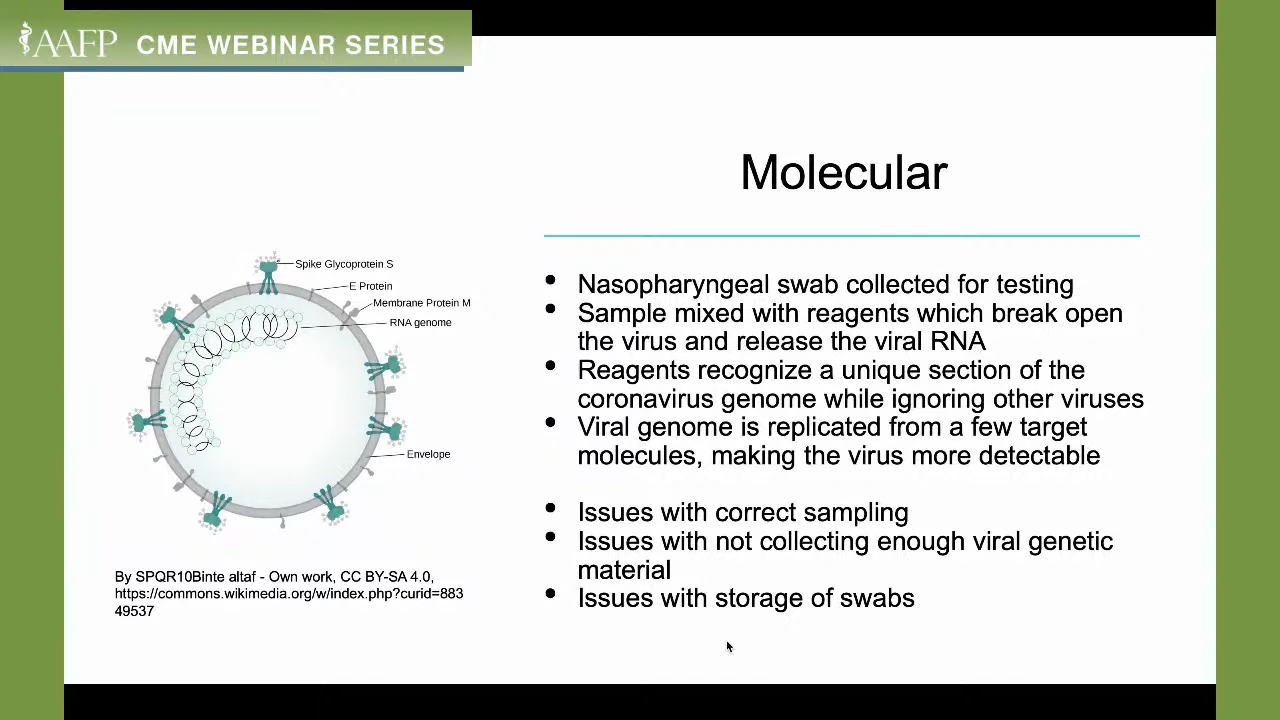 AAFP CME WEBINAR SERIES
Molecular
Spike Glycoprotein S
E Protein
Membrane Protein M
RNA genome
Envelope
By SPQR10Binte altaf - Own work, CC BY-SA 4.0,
https://commons.wikimedia.org/w/index.php?curid=883
49537
• Nasopharyngeal swab collected for testing
• Sample mixed with reagents which break open
the virus and release the viral RNA
• Reagents recognize a unique section of the
coronavirus genome while ignoring other viruses
• Viral genome is replicated from a few target
molecules, making the virus more detectable
• Issues with correct sampling
• Issues with not collecting enough viral genetic
material
• Issues with storage of swabs